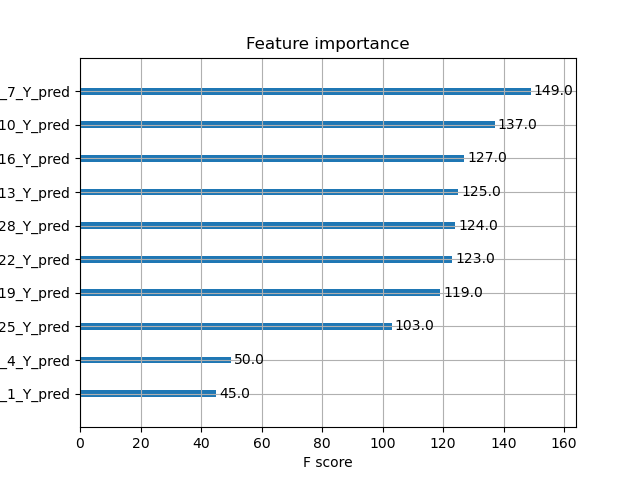 Feature importance
_7_Y_pred 149.0
10_Y_pred 137.0
16_Y_pred 127.0
13_Y_pred 125.0
28_Y_pred 124.0
22_Y_pred 123.0
19_Y_pred 119.0
25_Y_pred 103.0
_4_Y_pred 50.0
_1_Y_pred 45.0
0 20 40 60 80 100 120 140 160
F score